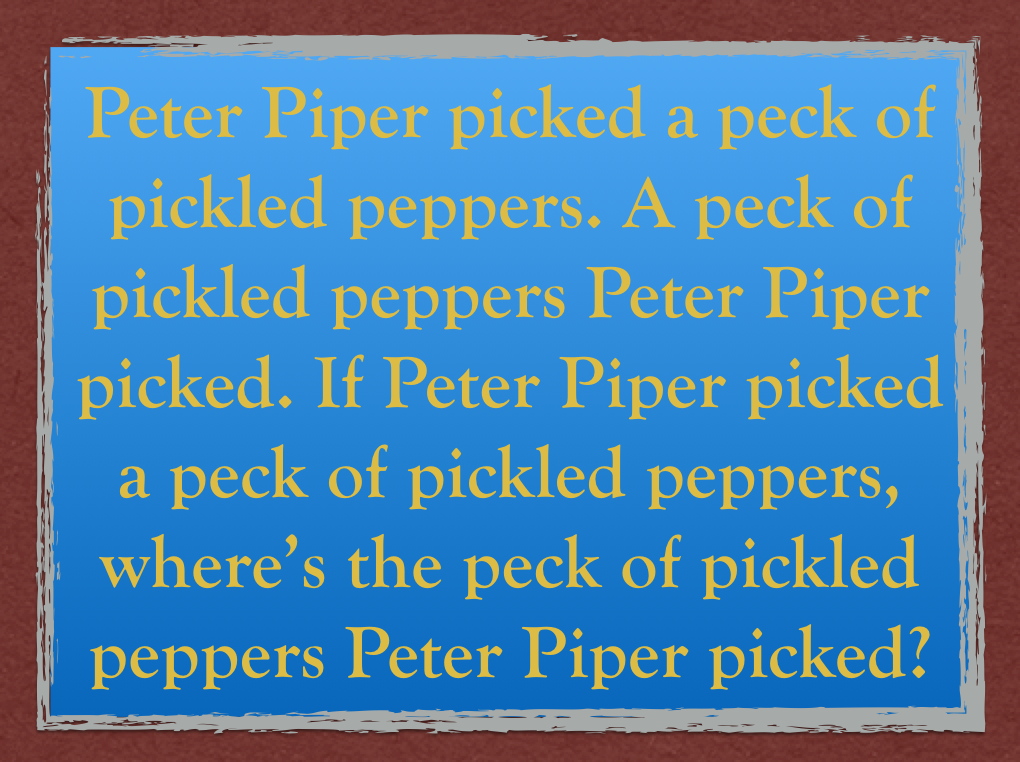 Peter Piper picked a peck of
pickled peppers. A peck of
pickled peppers Peter Piper
picked. If Peter Piper picked
a peck of pickled peppers,
where’s the peck of pickled
peppers Peter Piper picked?